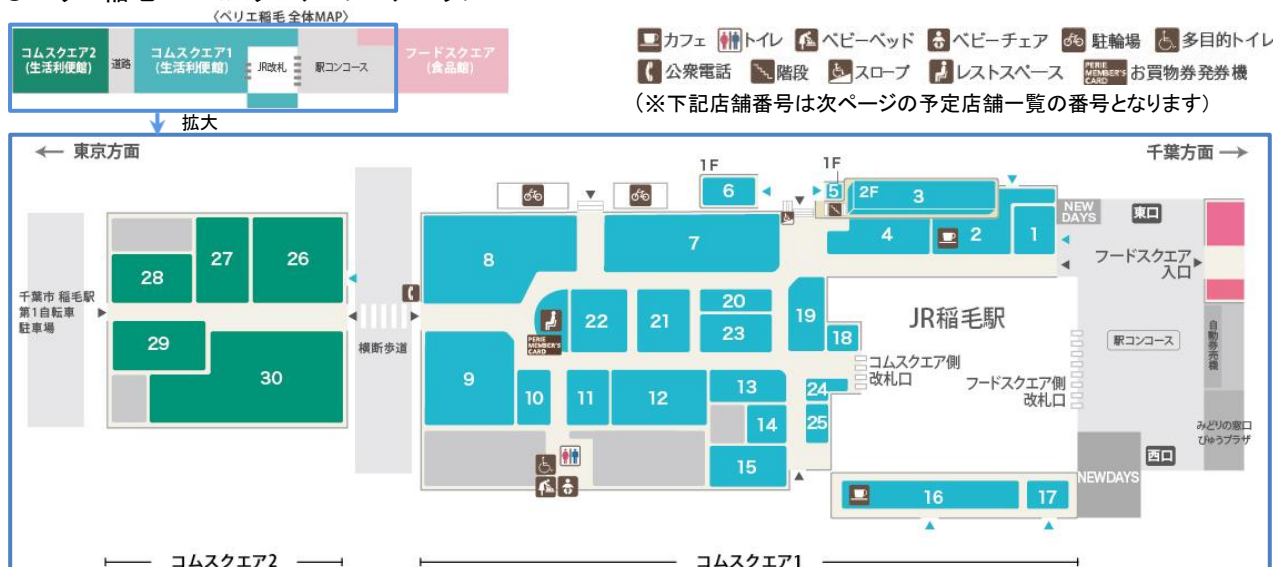 〈ペリエ稲毛 全体MAP〉
コムスクエア2
(生活利便館)
道路
コムスクエア1
(生活利便館)
JR改札
駅コンコース
フードスクエア
(食品館)
カフェ トイレ ベビーベッド ベビーチェア 駐輪場 多目的トイレ
公衆電話 階段 スロープ レストスペース PERIE MEMBER'S CARD お買物券発券機
(※下記店舗番号は次ページの予定店舗一覧の番号となります)
拡大
← 東京方面
千葉方面 →
1F
1F
6
5
2F
3
NEW
DAYS
東口
27
26
28
8
7
4
2
1
フードスクエア
入口
千葉市 稲毛駅
第1自転車
駐車場
横断歩道
29
30
9
PERIE
MEMBER'S
CARD
22
21
20
23
19
18
JR稲毛駅
コムスクエア側
改札口
フードスクエア側
改札口
駅コンコース
自動券売機
10
11
12
13
14
15
24
25
みどりの窓口
びゅうプラザ
西口
NEWDAYS
16
17
コムスクエア2
コムスクエア1